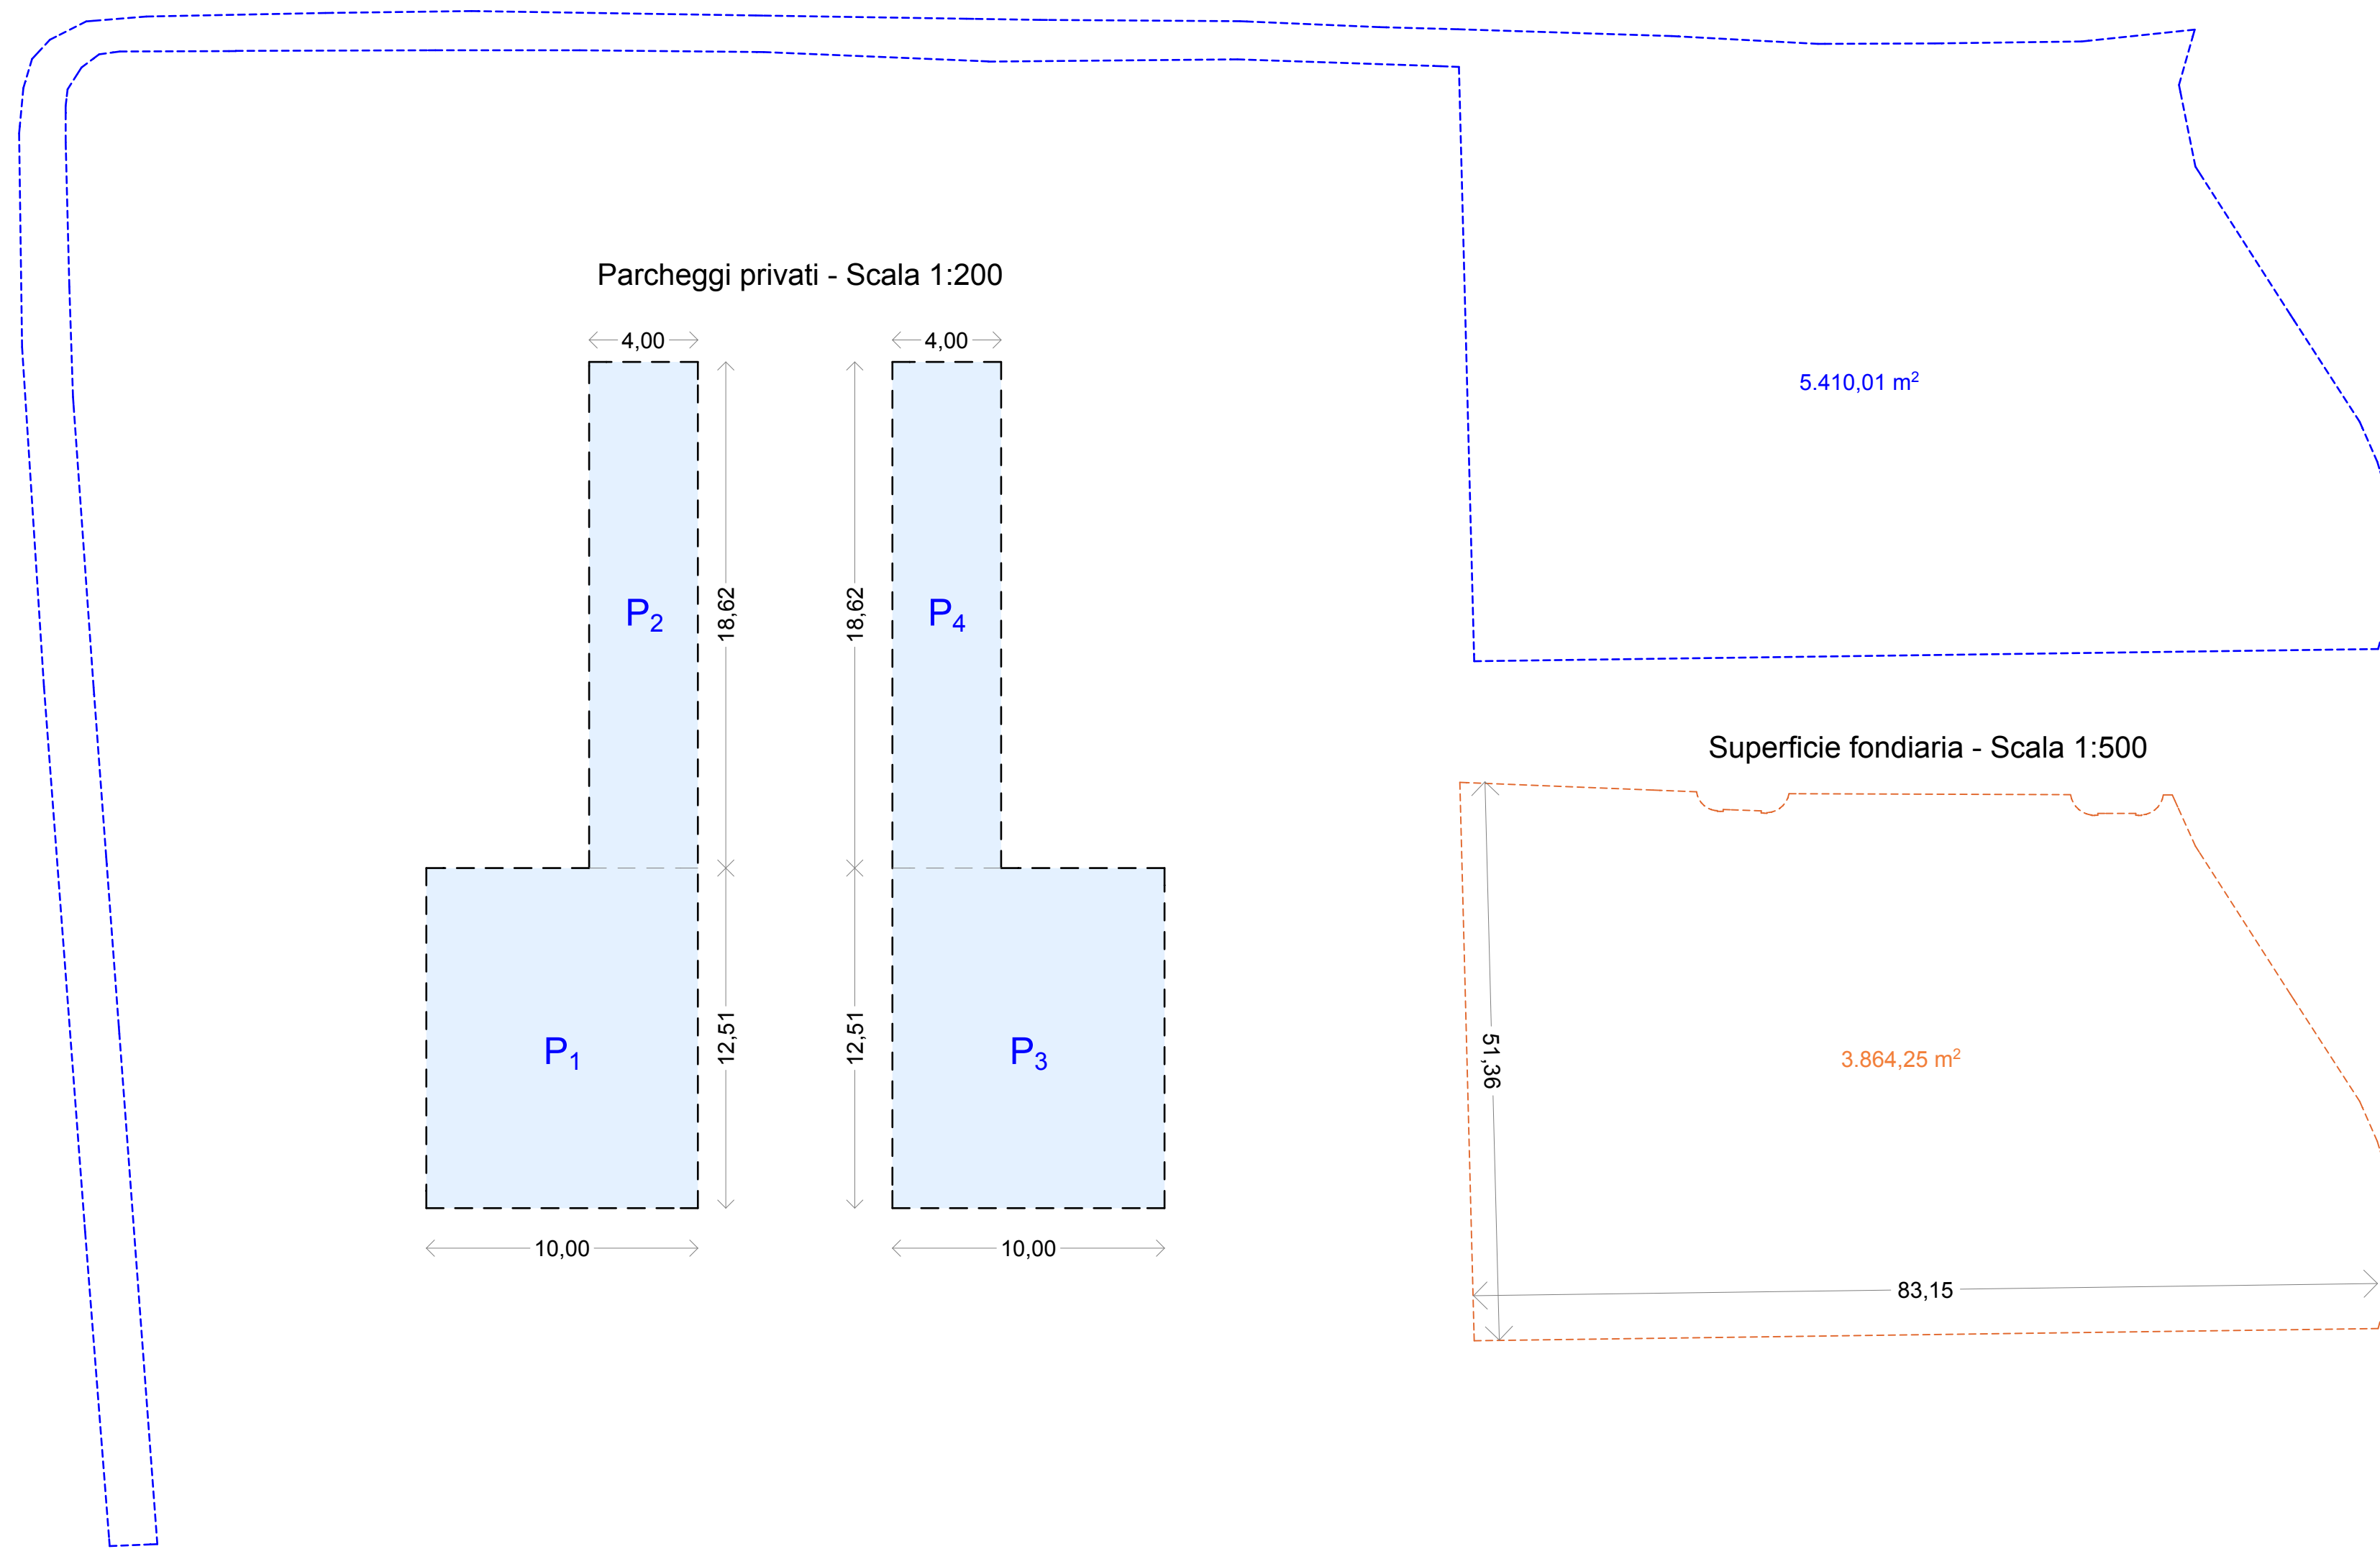 Parcheggi privati - Scala 1:200
4,00
4,00
5.410,01 m²
P₂
18,62
18,62
P₄
Superficie fondiaria - Scala 1:500
P₁
12,51
12,51
P₃
51,36
3.864,25 m²
10,00
10,00
83,15